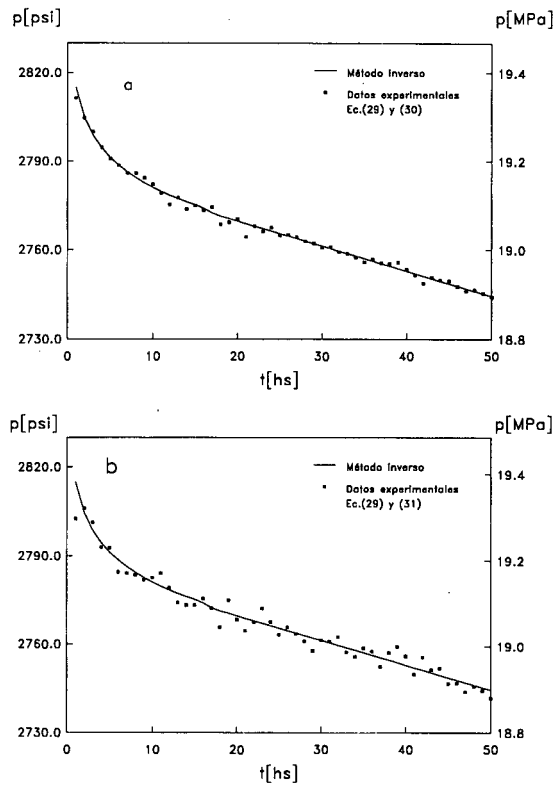 p[psi]
p[MPa]
2820.0
19.4
a
Método Inverso
Datos experimentales
Ec.(29) y (30)
2790.0
19.2
2760.0
19.0
2730.0
18.8
0
10
20
30
40
50
t[hs]
p[psi]
p[MPa]
2820.0
19.4
b
Método Inverso
Datos experimentales
Ec.(29) y (31)
2790.0
19.2
2760.0
19.0
2730.0
18.8
0
10
20
30
40
50
t[hs]